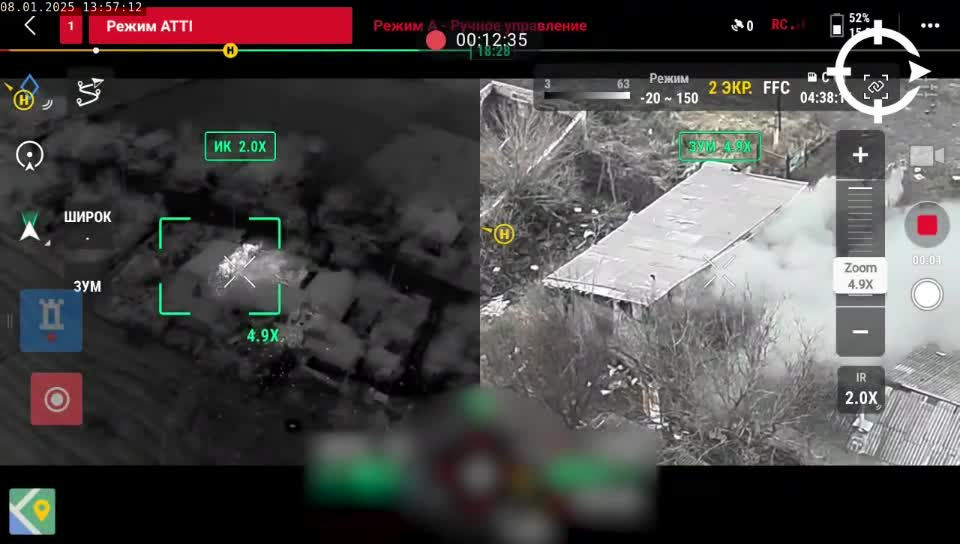 08.01.2025 13:57:12
1 Режим ATTI
Режим А - Ручное управление
00:12:35
18:28
0
RC
52%
H
3 63
Режим
-20 ~ 150
2 ЭКР.
FFC
04:38:1
H
ИК 2.0X
ЗУМ 4.9X
ШИРОК
ЗУМ
H
4.9X
Zoom
4.9X
00:01
IR
2.0X